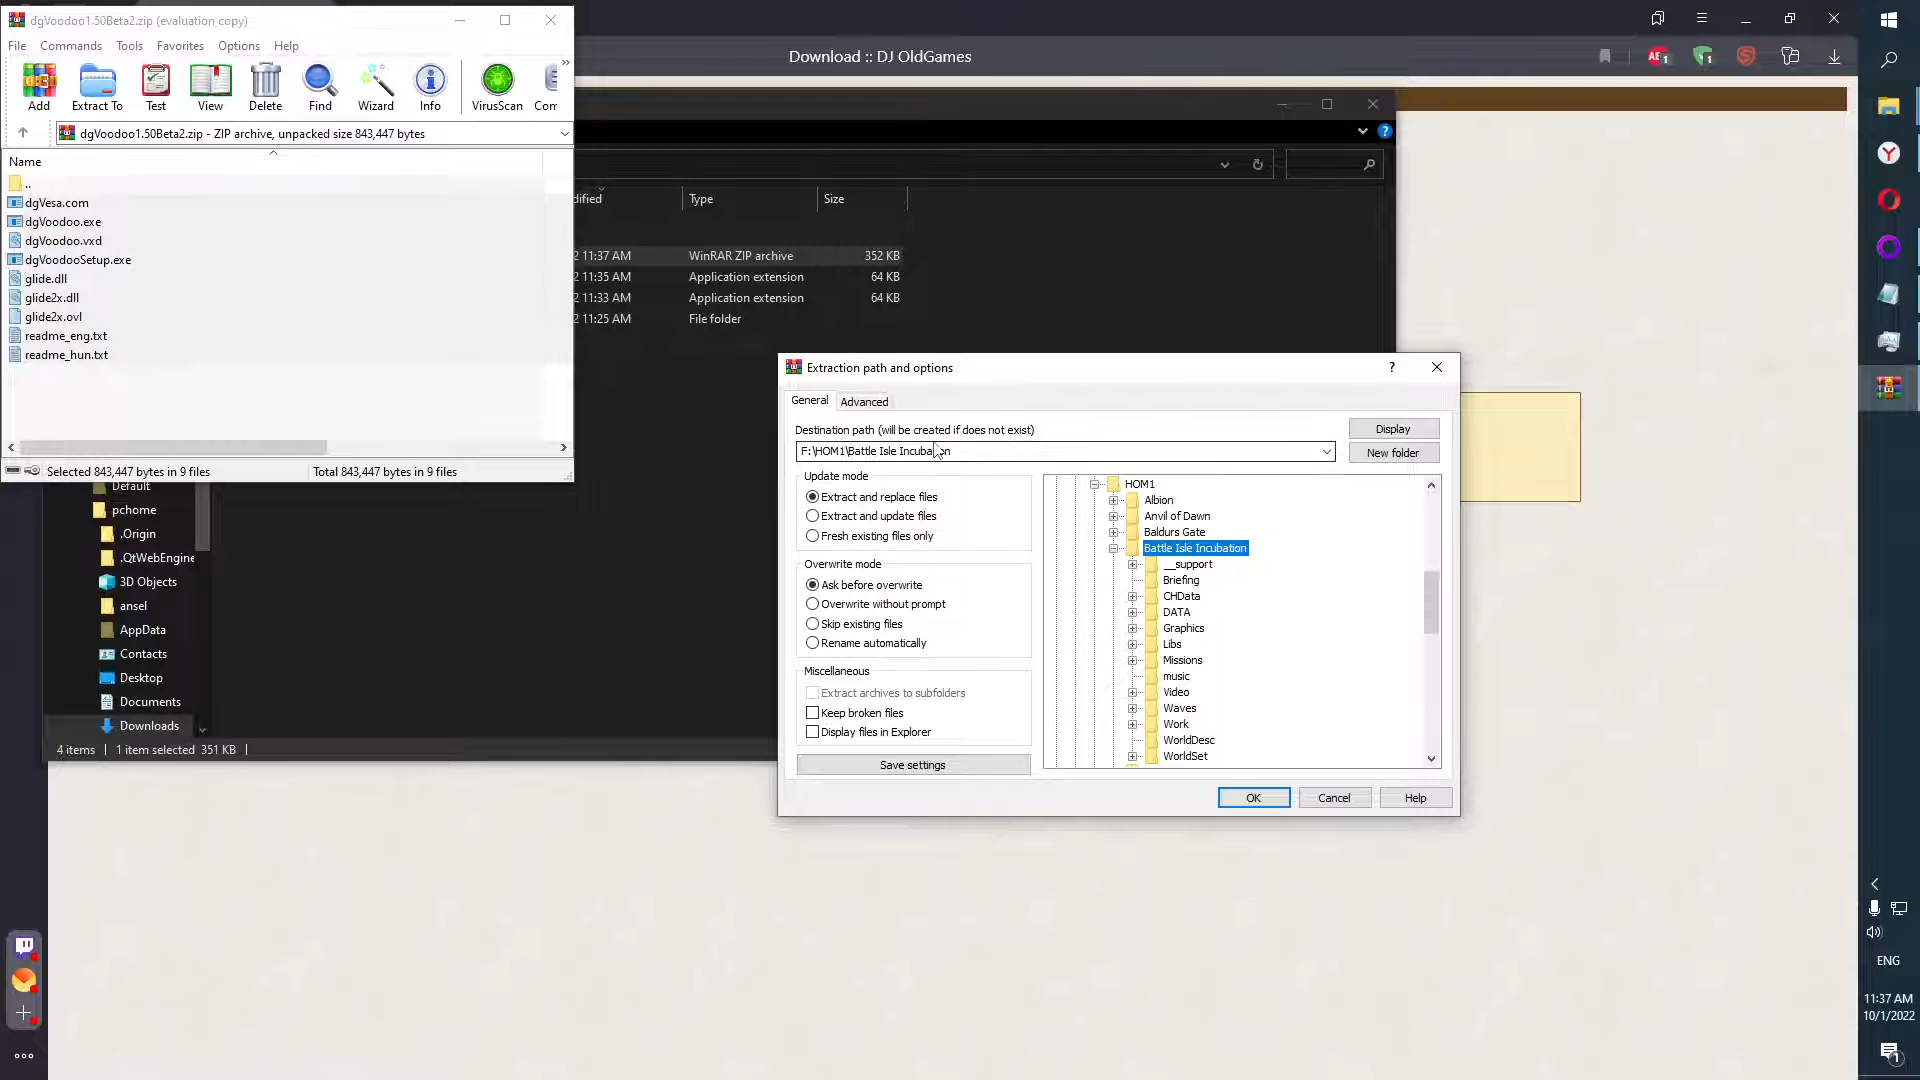 dgVoodoo1.50Beta2.zip (evaluation copy)
File Commands Tools Favorites Options Help
Add Extract To Test View Delete Find Wizard Info VirusScan Com
dgVoodoo1.50Beta2.zip - ZIP archive, unpacked size 843,447 bytes
Name
..
dgVesa.com
dgVoodoo.exe
dgVoodoo.vxd
dgVoodooSetup.exe
glide.dll
glide2x.dll
glide2x.ovl
readme_eng.txt
readme_hun.txt
Selected 843,447 bytes in 9 files
Total 843,447 bytes in 9 files
Download :: DJ OldGames
dified Type Size
2 11:37 AM WinRAR ZIP archive 352 KB
2 11:35 AM Application extension 64 KB
2 11:33 AM Application extension 64 KB
2 11:25 AM File folder
Default
pchome
.Origin
.QtWebEngine
3D Objects
ansel
AppData
Contacts
Desktop
Documents
Downloads
4 items 1 item selected 351 KB
Extraction path and options
General Advanced
Destination path (will be created if does not exist)
F:\HOM1\Battle Isle Incubation
Display
New folder
Update mode
Extract and replace files
Extract and update files
Fresh existing files only
Overwrite mode
Ask before overwrite
Overwrite without prompt
Skip existing files
Rename automatically
Miscellaneous
Extract archives to subfolders
Keep broken files
Display files in Explorer
Save settings
HOM1
Albion
Anvil of Dawn
Baldurs Gate
Battle Isle Incubation
__support
Briefing
CHData
DATA
Graphics
Libs
Missions
music
Video
Waves
Work
WorldDesc
WorldSet
OK Cancel Help
ENG
11:37 AM
10/1/2022
1